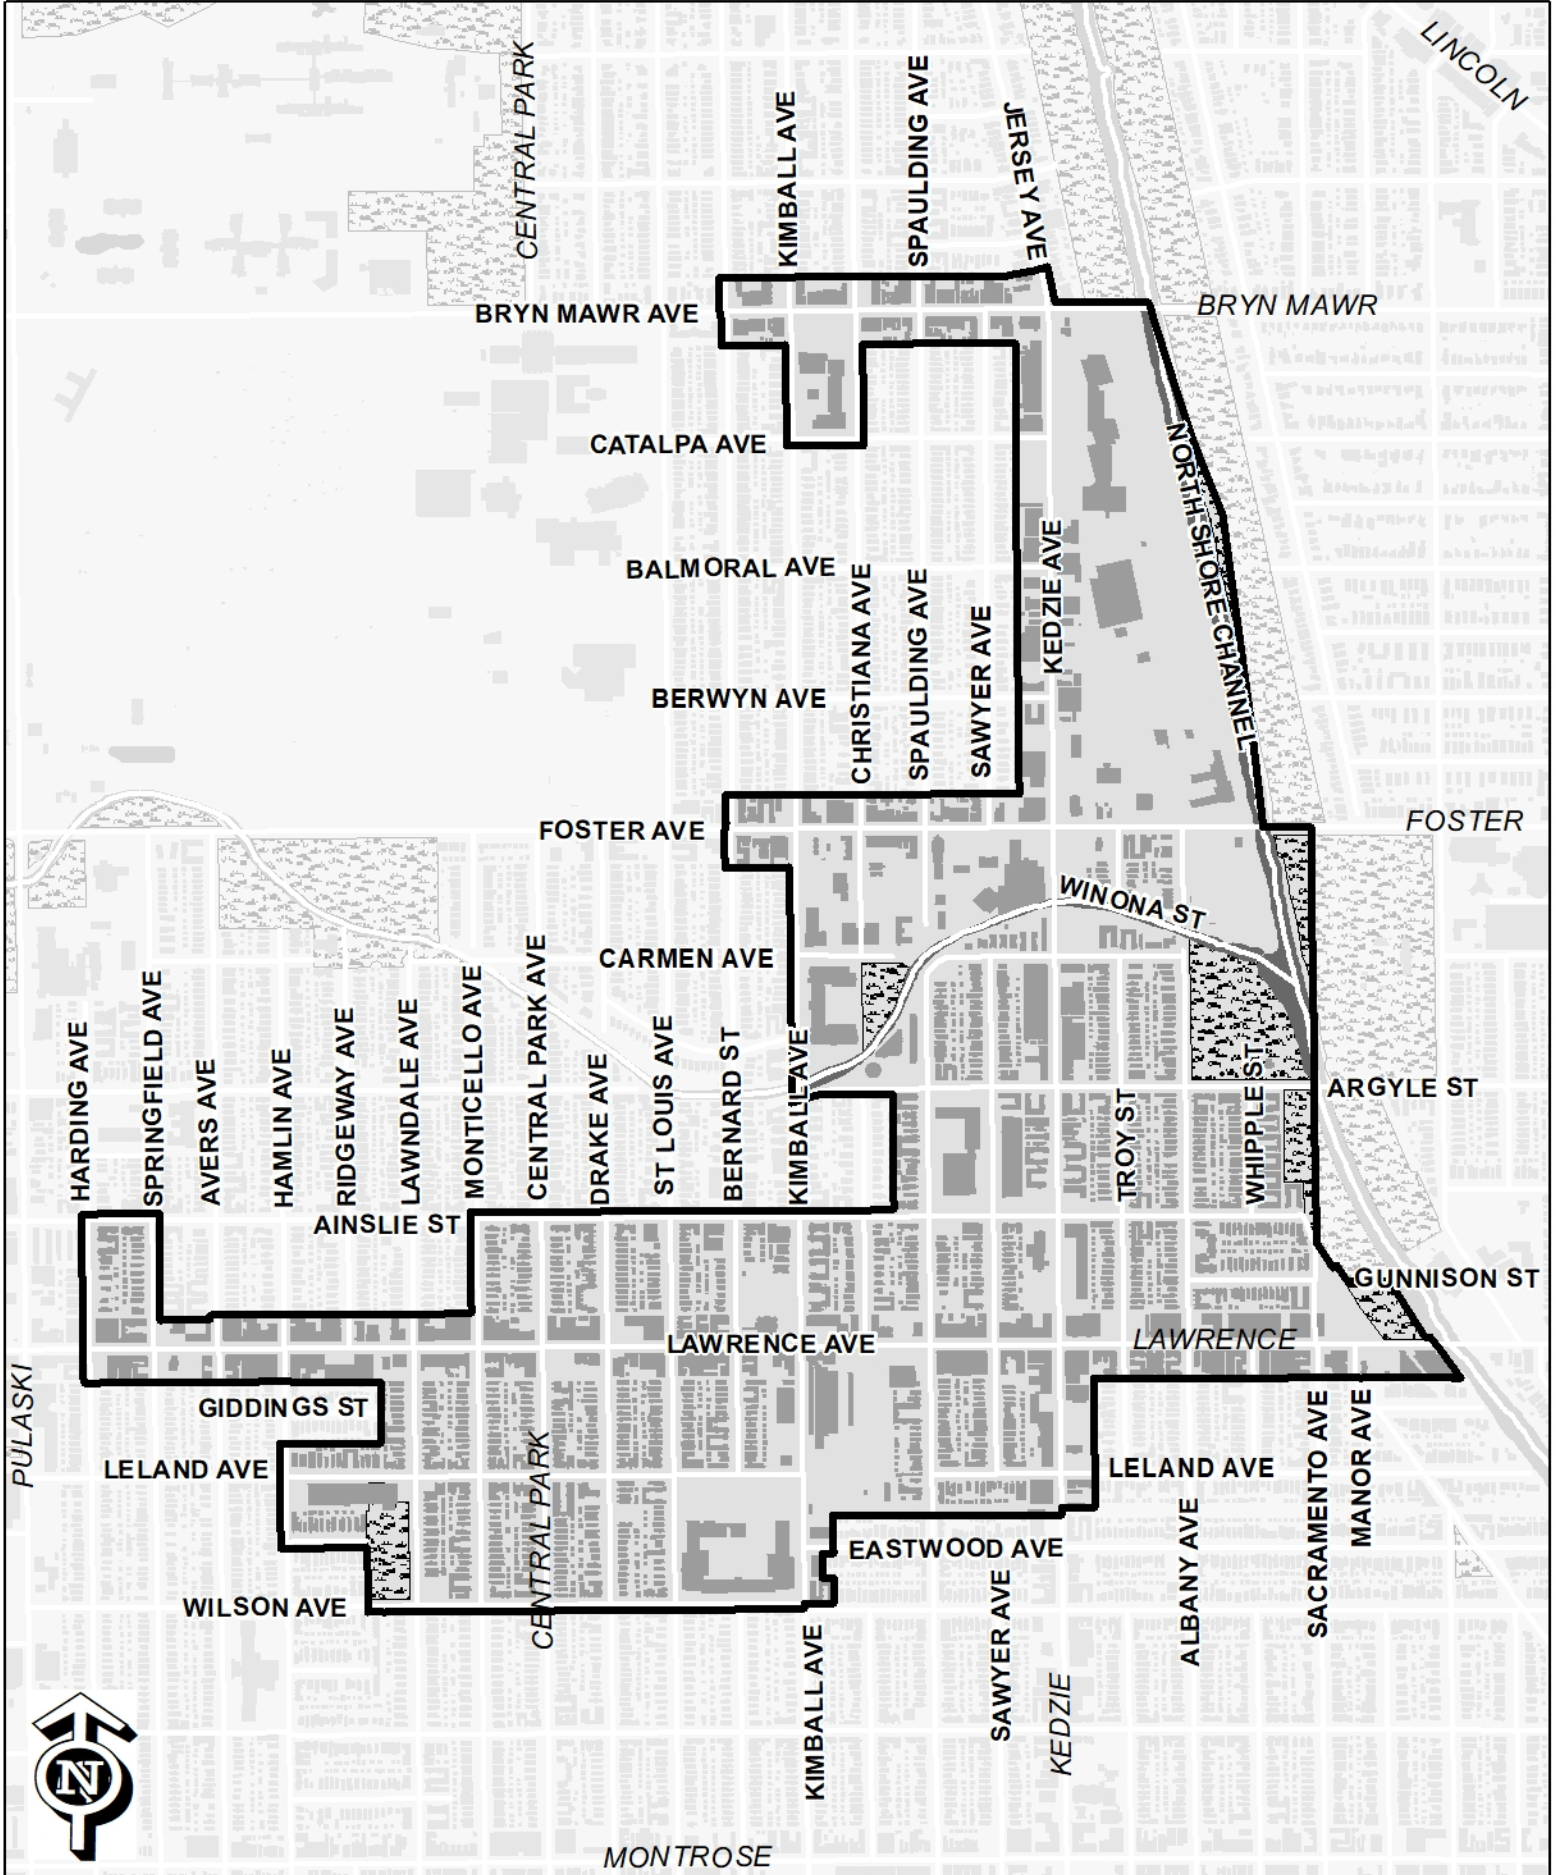 LINCOLN
CENTRAL PARK
KIMBALL AVE
SPAULDING AVE
JERSEY AVE
BRYN MAWR AVE
BRYN MAWR
CATALPA AVE
NORTH SHORE CHANNEL
BALMORAL AVE
CHRISTIANA AVE
SPAULDING AVE
SAWYER AVE
KEDZIE AVE
BERWYN AVE
FOSTER AVE
FOSTER
WINONA ST
CARMEN AVE
HARDING AVE
SPRINGFIELD AVE
AVERS AVE
HAMLIN AVE
RIDGEWAY AVE
LAWNDALE AVE
MONTICELLO AVE
CENTRAL PARK AVE
DRAKE AVE
ST LOUIS AVE
BERNARD ST
KIMBALL AVE
TROY ST
WHIPPLE ST
ARGYLE ST
AINSLIE ST
GUNNISON ST
LAWRENCE AVE
LAWRENCE
PULASKI
GIDDINGS ST
LELAND AVE
CENTRAL PARK
LELAND AVE
SACRAMENTO AVE
MANOR AVE
EASTWOOD AVE
ALBANY AVE
WILSON AVE
KIMBALL AVE
SAWYER AVE
KEDZIE
N
MONTROSE